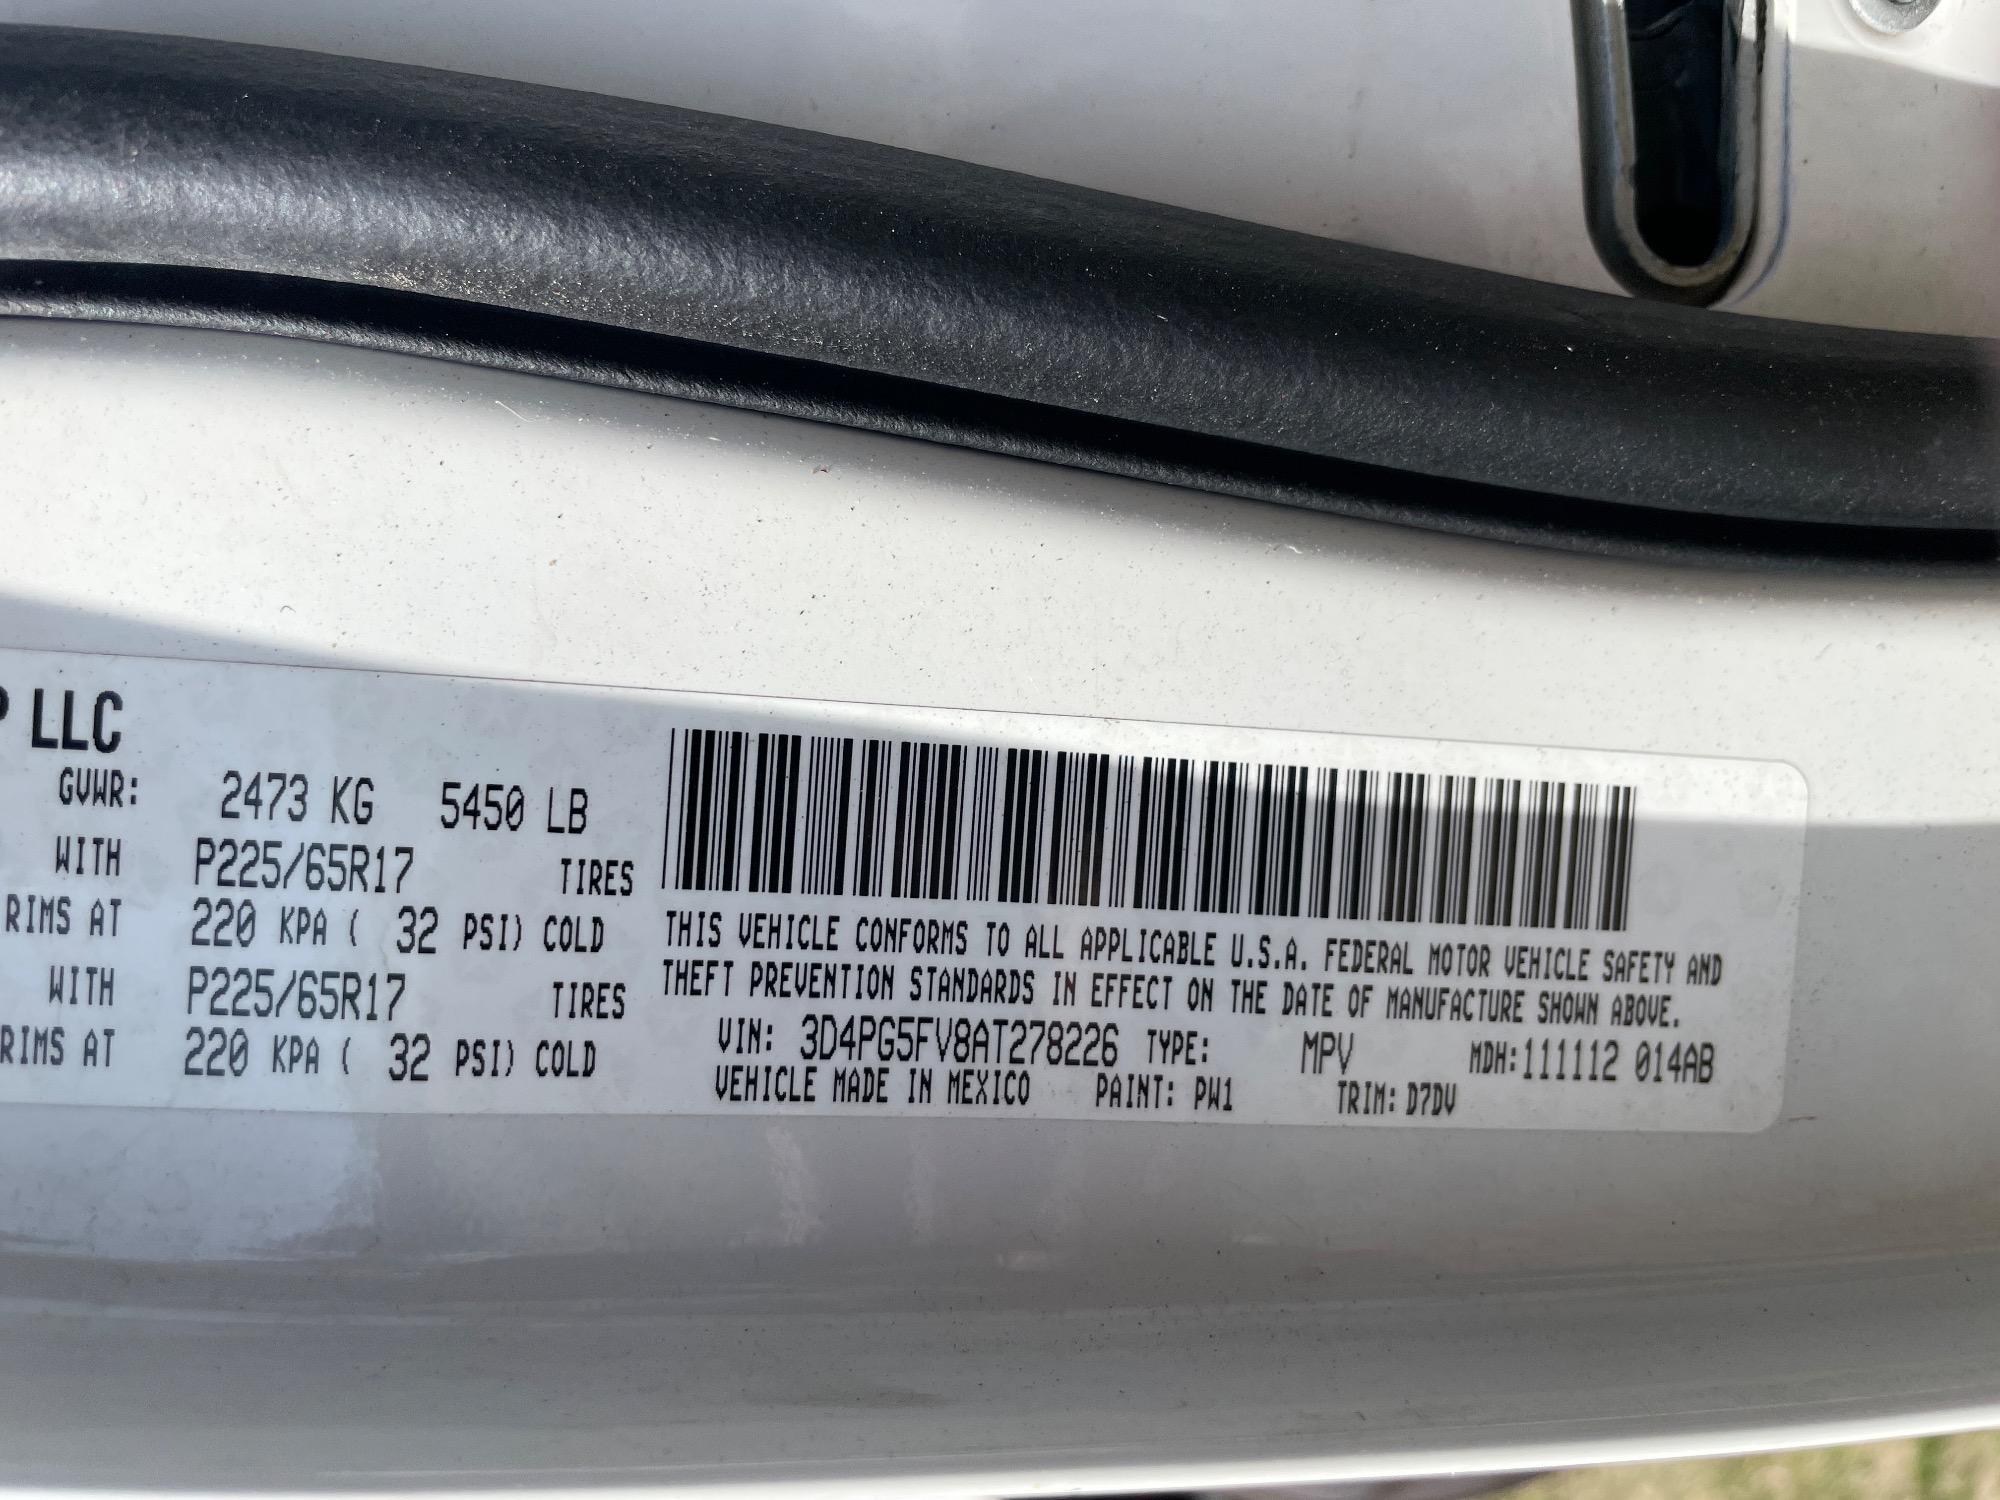 P LLC
GVWR: 2473 KG 5450 LB
WITH P225/65R17 TIRES
RIMS AT 220 KPA ( 32 PSI) COLD
WITH P225/65R17 TIRES
RIMS AT 220 KPA ( 32 PSI) COLD
THIS VEHICLE CONFORMS TO ALL APPLICABLE U.S.A. FEDERAL MOTOR VEHICLE SAFETY AND
THEFT PREVENTION STANDARDS IN EFFECT ON THE DATE OF MANUFACTURE SHOWN ABOVE.
VIN: 3D4PG5FV8AT278226 TYPE: MPV MDH:111112 014AB
VEHICLE MADE IN MEXICO PAINT: PW1 TRIM: D7DV